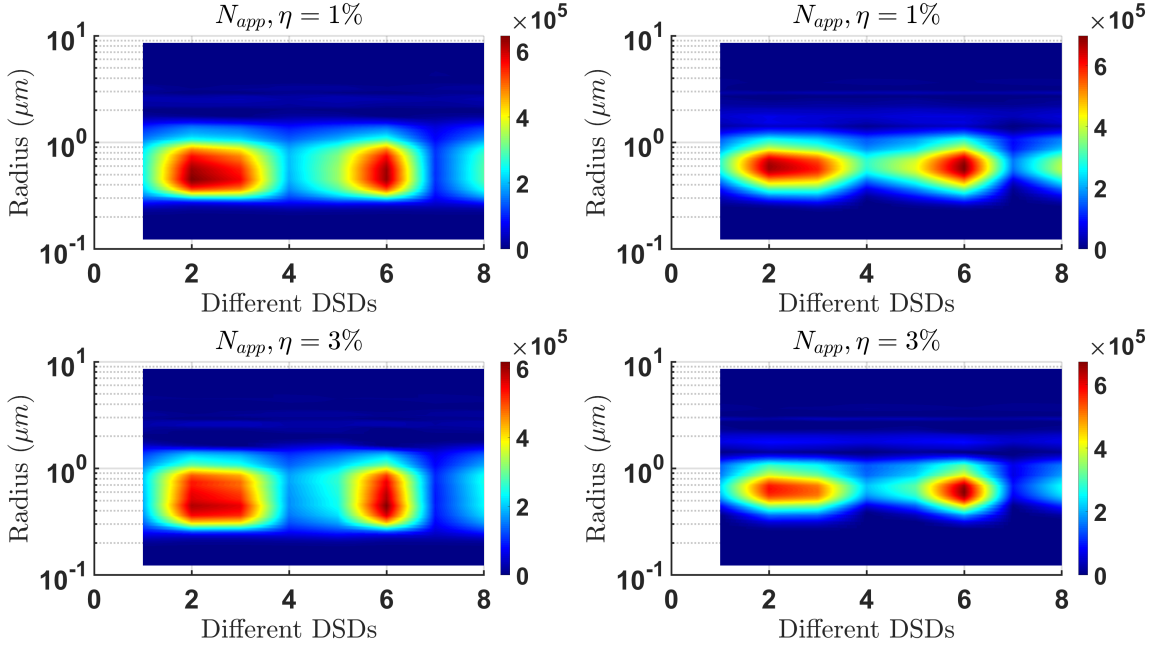 N_app, η = 1%
×10^5
Radius (μm)
10^1
10^0
10^-1
0 2 4 6 8
Different DSDs
6
4
2
0
N_app, η = 1%
×10^5
Radius (μm)
10^1
10^0
10^-1
0 2 4 6 8
Different DSDs
6
4
2
0
N_app, η = 3%
×10^5
Radius (μm)
10^1
10^0
10^-1
0 2 4 6 8
Different DSDs
6
4
2
0
N_app, η = 3%
×10^5
Radius (μm)
10^1
10^0
10^-1
0 2 4 6 8
Different DSDs
6
4
2
0